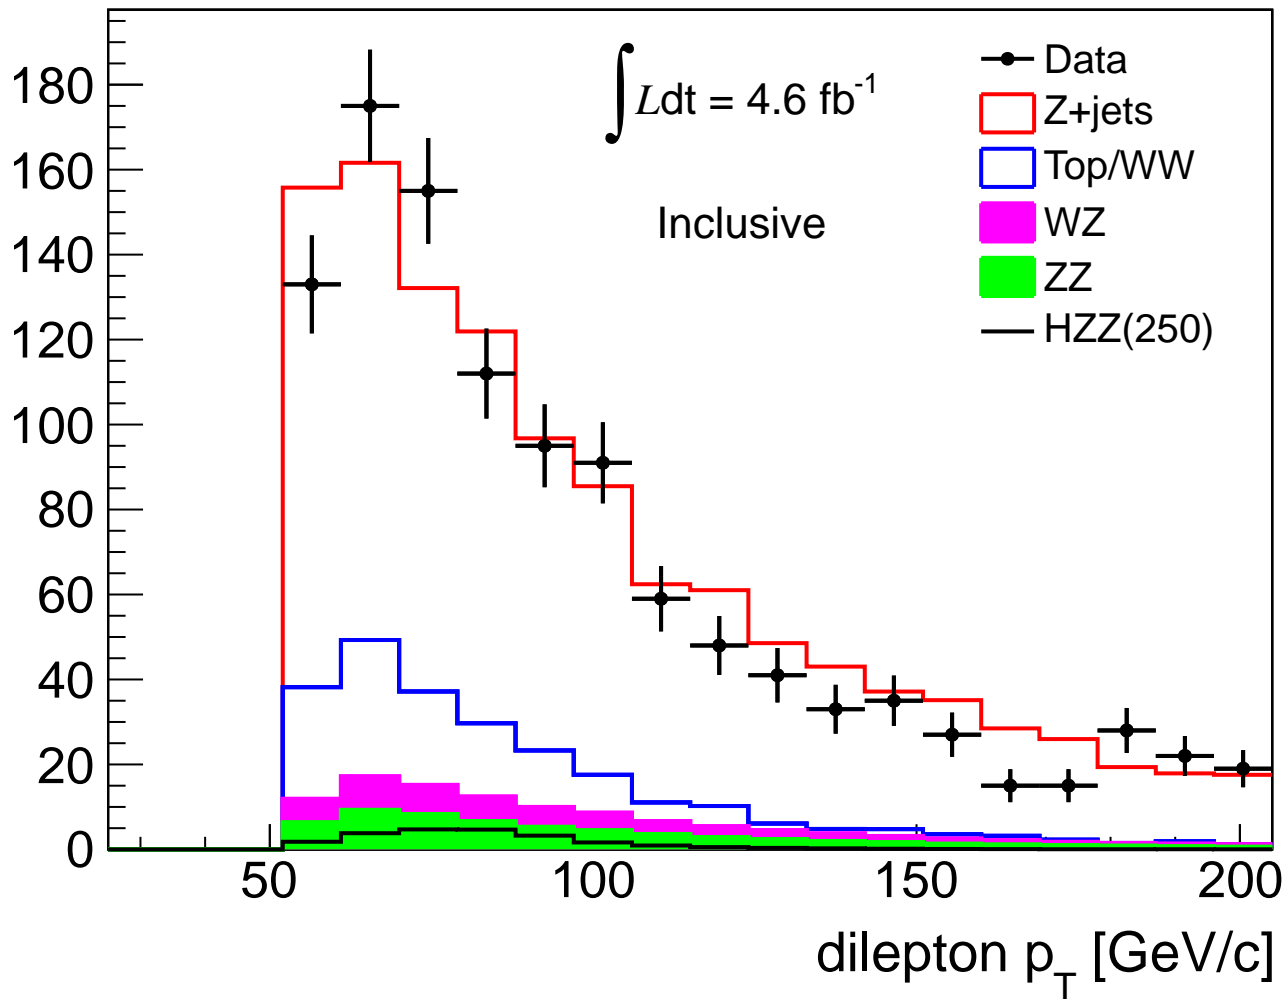 180
160
140
120
100
80
60
40
20
0
50 100 150 200
dilepton p_T [GeV/c]
∫ Ldt = 4.6 fb^-1
Inclusive
Data
Z+jets
Top/WW
WZ
ZZ
HZZ(250)